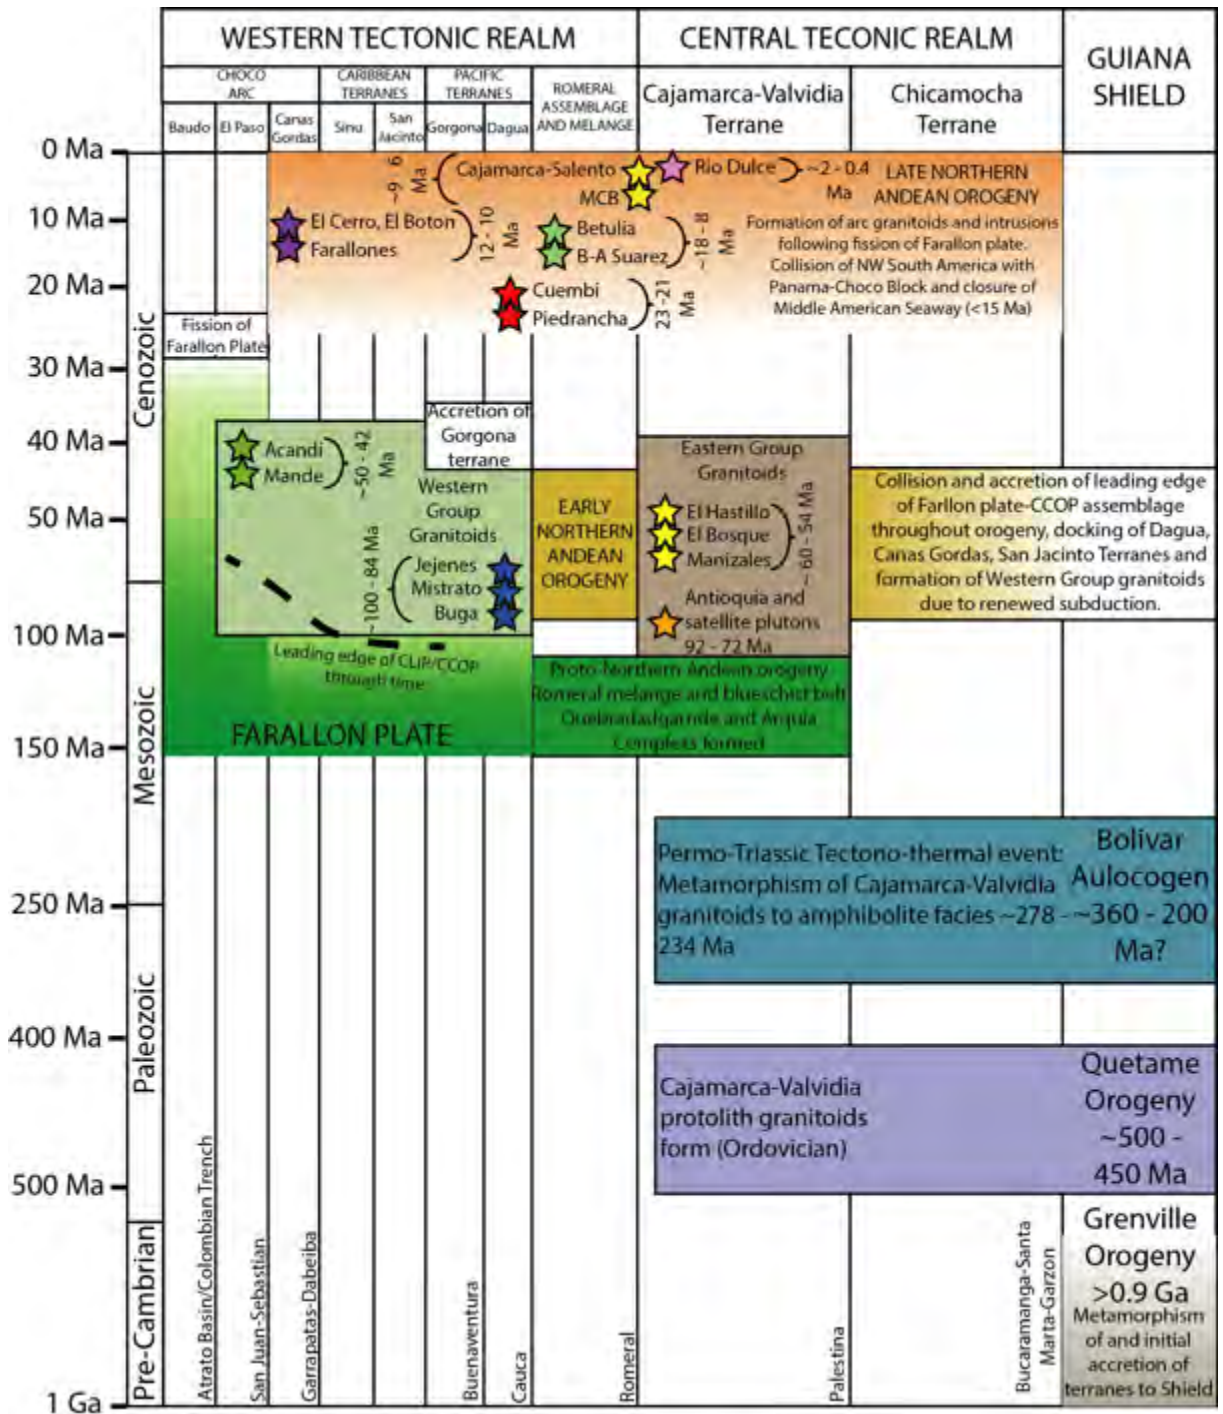 WESTERN TECTONIC REALM
CENTRAL TECONIC REALM
GUIANA
SHIELD
CHOCO
ARC
CARIBBEAN
TERRANES
PACIFIC
TERRANES
ROMERAL
ASSEMBLAGE
AND MELANGE
Cajamarca-Valvidia
Terrane
Chicamocha
Terrane
Baudo
El Paso
Canas
Gordas
Sinu
San
Jacinto
Gorgona
Dagua
0 Ma
10 Ma
20 Ma
30 Ma
40 Ma
50 Ma
100 Ma
150 Ma
250 Ma
400 Ma
500 Ma
1 Ga
Cenozoic
Mesozoic
Paleozoic
Pre-Cambrian
~9 - 6
Ma
Cajamarca-Salento
MCB
Rio Dulce
~2 - 0.4
Ma
LATE NORTHERN
ANDEAN OROGENY
Formation of arc granitoids and intrusions
following fission of Farallon plate.
Collision of NW South America with
Panama-Choco Block and closure of
Middle American Seaway (<15 Ma)
El Cerro, El Boton
Farallones
12 - 10
Ma
Betulia
B-A Suarez
~18 - 8
Ma
Cuembi
Piedrancha
23 -21
Ma
Fission of
Farallon Plate
Acandi
Mande
~50 - 42
Ma
Accretion of
Gorgona
terrane
Western
Group
Granitoids
Jejenes
Mistrato
Buga
~100 - 84 Ma
Leading edge of CLIP/CCOP
through time
FARALLON PLATE
EARLY
NORTHERN
ANDEAN
OROGENY
Eastern Group
Granitoids
El Hastillo
El Bosque
Manizales
~ 60 - 54 Ma
Antioquia and
satellite plutons
92 - 72 Ma
Collision and accretion of leading edge
of Farllon plate-CCOP assemblage
throughout orogeny, docking of Dagua,
Canas Gordas, San Jacinto Terranes and
formation of Western Group granitoids
due to renewed subduction.
Proto-Northern Andean orogeny
Romeral melange and blueschist belt
Quebradagrande and Arquia
Complexes formed
Permo-Triassic Tectono-thermal event:
Metamorphism of Cajamarca-Valvidia
granitoids to amphibolite facies ~278 -
234 Ma
Bolivar
Aulocogen
~360 - 200
Ma?
Cajamarca-Valvidia
protolith granitoids
form (Ordovician)
Quetame
Orogeny
~500 -
450 Ma
Grenville
Orogeny
>0.9 Ga
Metamorphism
of and initial
accretion of
terranes to Shield
Atrato Basin/Colombian Trench
San Juan-Sebastian
Garrapatas-Dabeiba
Buenaventura
Cauca
Romeral
Palestina
Bucaramanga-Santa
Marta-Garzon